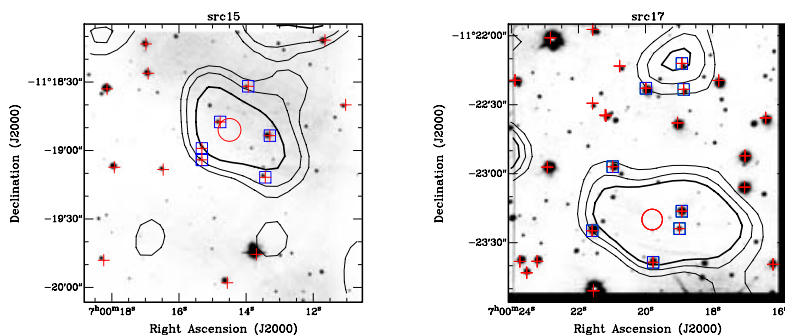 src15
src17
Declination (J2000)
-11°18'30"
-19'00"
-19'30"
-20'00"
7ʰ00ᵐ18ˢ
16ˢ
14ˢ
12ˢ
Right Ascension (J2000)
Declination (J2000)
-11°22'00"
-22'30"
-23'00"
-23'30"
7ʰ00ᵐ24ˢ
22ˢ
20ˢ
18ˢ
Right Ascension (J2000)